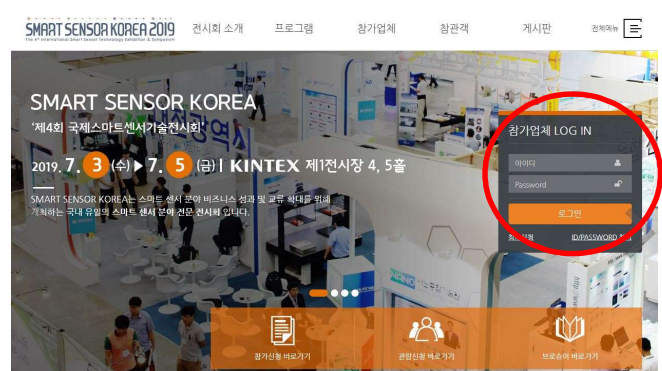 SMART SENSOR KOREA 2019
The 4th International Smart Sensor Technology Exhibition & Symposium
전시회 소개
프로그램
참가업체
참관객
게시판
전체메뉴
SMART SENSOR KOREA
'제4회 국제스마트센서기술전시회'
2019. 7. 3 (수) ▶ 7. 5 (금) | KINTEX 제1전시장 4, 5홀
SMART SENSOR KOREA는 스마트 센서 분야 비즈니스 성과 및 교류 확대를 위해
개최하는 국내 유일의 스마트 센서 분야 전문 전시회 입니다.
참가업체 LOG IN
아이디
Password
로그인
ID/PASSWORD
대전광역시
NANO
http://www
참가신청 바로가기
관람신청 바로가기
브로슈어 바로가기